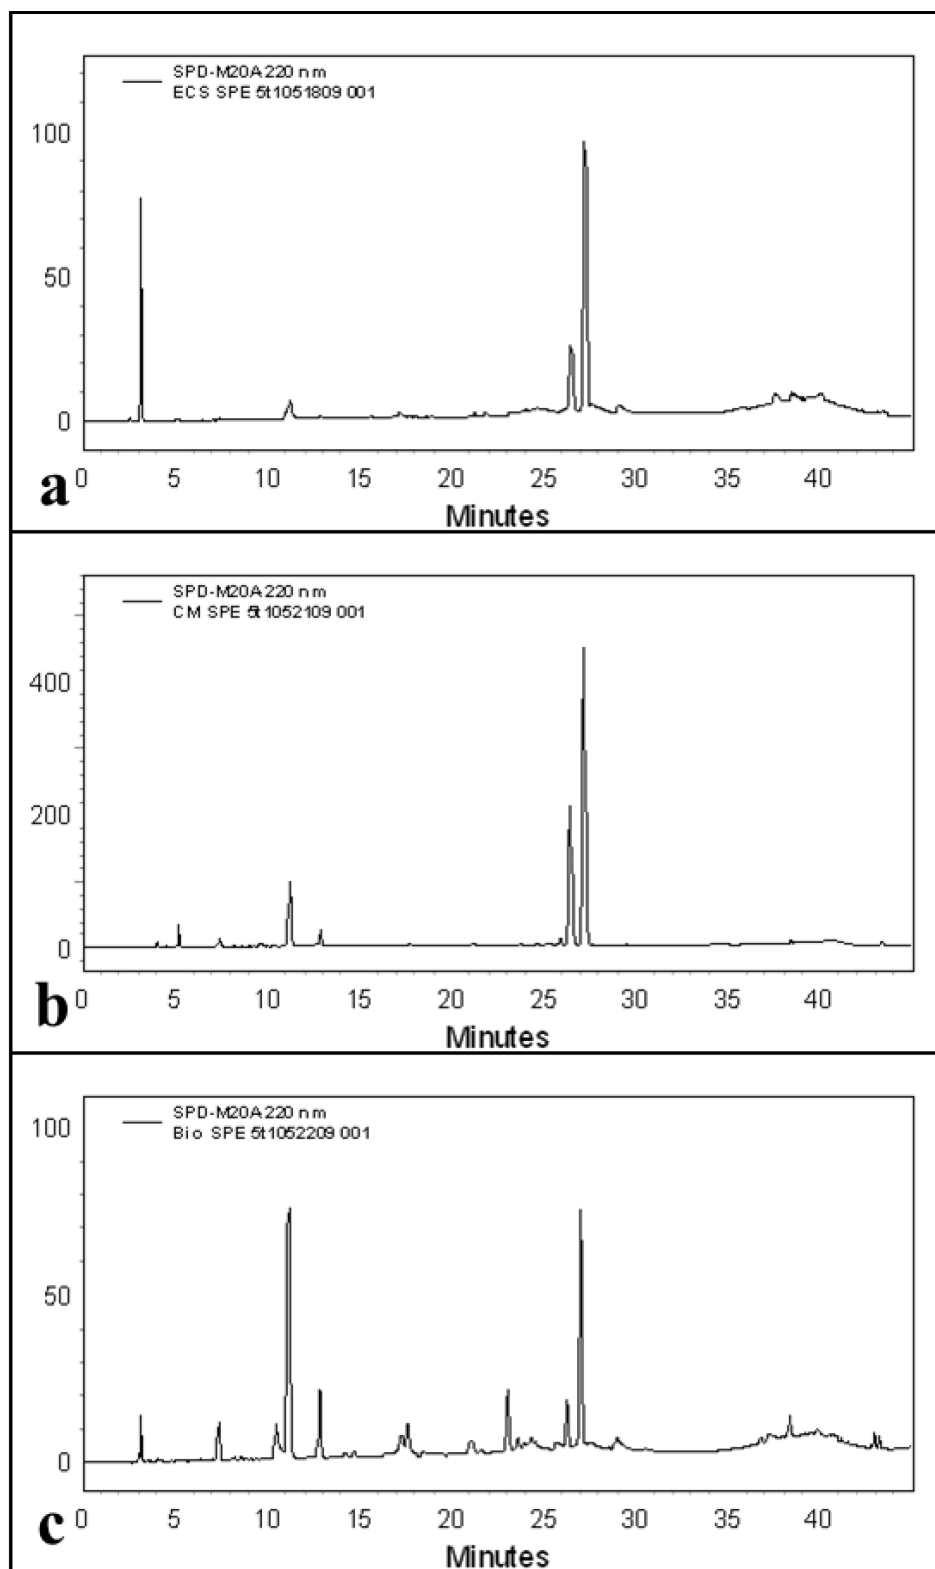 SPD-M20A 220 nm
ECS SPE 5t1051809 001
100
50
0
a 0 5 10 15 20 25 30 35 40
Minutes
SPD-M20A 220 nm
CM SPE 5t1052109 001
400
200
0
b 0 5 10 15 20 25 30 35 40
Minutes
SPD-M20A 220 nm
Bio SPE 5t1052209 001
100
50
0
c 0 5 10 15 20 25 30 35 40
Minutes